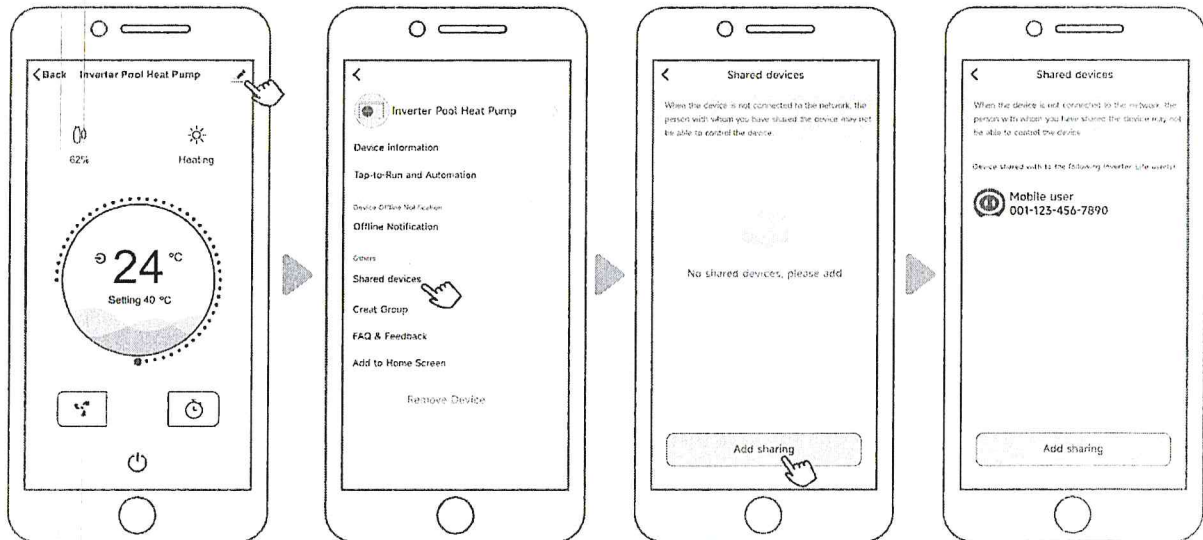 Back Inverter Pool Heat Pump
62%
Heating
24 °C
Setting 40 °C
Inverter Pool Heat Pump
Device information
Tap-to-Run and Automation
Device Offline Notification
Offline Notification
Others
Shared devices
Creat Group
FAQ & Feedback
Add to Home Screen
Remove Device
Shared devices
When the device is not connected to the network, the
person with whom you have shared the device may not
be able to control the device.
No shared devices, please add
Add sharing
Shared devices
When the device is not connected to the network, the
person with whom you have shared the device may not
be able to control the device
Device shared with to the following Inverter Life
Mobile user
001-123-456-7890
Add sharing